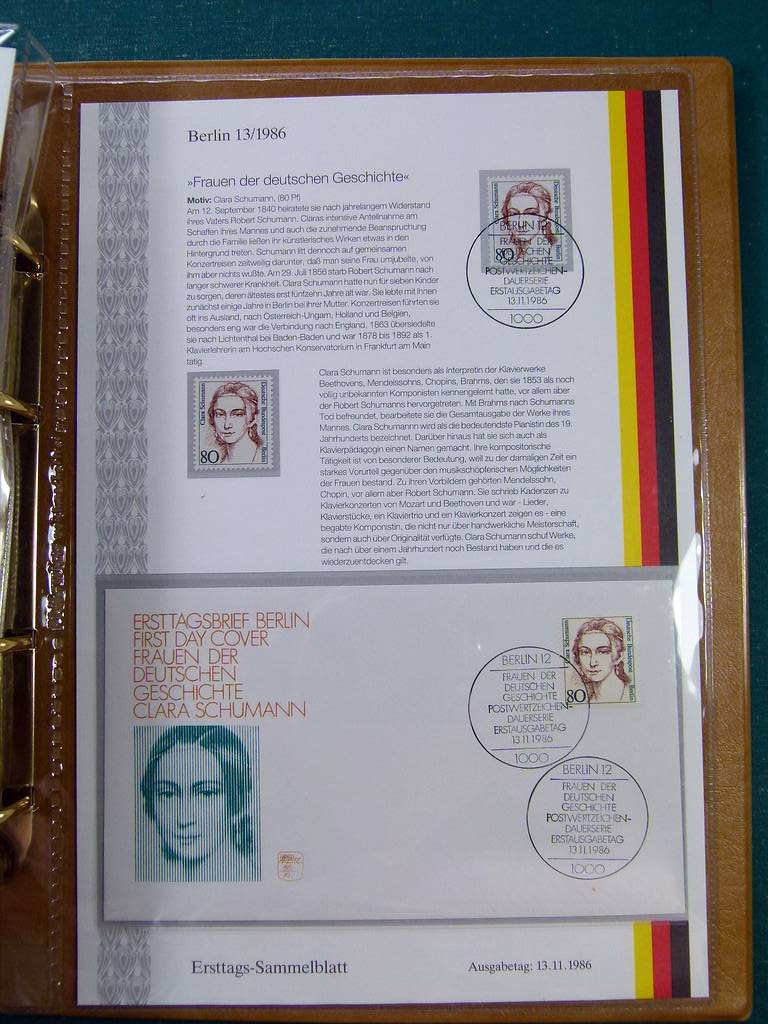 Berlin 13/1986
»Frauen der deutschen Geschichte«
Motiv: Clara Schumann, (80 Pf)
Am 12. September 1840 heiratete sie nach jahrelangem Widerstand
ihres Vaters Robert Schumann. Claras intensive Anteilnahme am
Schaffen ihres Mannes und auch die zunehmende Beanspruchung
durch die Familie ließen ihr künstlerisches Wirken etwas in den
Hintergrund treten. Schumann litt dennoch auf gemeinsamen
Konzertreisen zeitweilig darunter, daß man seine Frau umjubelte, von
ihm aber nichts wußte. Am 29. Juli 1856 starb Robert Schumann nach
langer schwerer Krankheit. Clara Schumann hatte nun für sieben Kinder
zu sorgen, deren ältestes erst fünfzehn Jahre alt war. Sie lebte mit ihnen
zunächst einige Jahre in Berlin bei ihrer Mutter. Konzertreisen führten sie
oft ins Ausland, nach Österreich-Ungarn, Holland und Belgien,
besonders eng war die Verbindung nach England. 1863 übersiedelte
sie nach Lichtenthal bei Baden-Baden und war 1878 bis 1892 als 1.
Klavierlehrerin am Hochschen Konservatorium in Frankfurt am Main
tätig.
Clara Schumann
Deutsche Bundespost
Berlin
80
BERLIN 12
FRAUEN DER
DEUTSCHEN
GESCHICHTE
POSTWERTZEICHEN-
DAUERSERIE
ERSTAUSGABETAG
13.11.1986
1000
Clara Schumann ist besonders als Interpretin der Klavierwerke
Beethovens, Mendelssohns, Chopins, Brahms, den sie 1853 als noch
völlig unbekannten Komponisten kennengelernt hatte, vor allem aber
der Robert Schumanns hervorgetreten. Mit Brahms nach Schumanns
Tod befreundet, bearbeitete sie die Gesamtausgabe der Werke ihres
Mannes. Clara Schumannn wird als die bedeutendste Pianistin des 19.
Jahrhunderts bezeichnet. Darüber hinaus hat sie sich auch als
Klavierpädagogin einen Namen gemacht. Ihre kompositorische
Tätigkeit ist von besonderer Bedeutung, weil zu der damaligen Zeit ein
starkes Vorurteil gegenüber den musikschöpferischen Möglichkeiten
der Frauen bestand. Zu ihren Vorbildern gehörten Mendelssohn,
Chopin, vor allem aber Robert Schumann. Sie schrieb Kadenzen zu
Klavierkonzerten von Mozart und Beethoven und war - Lieder,
Klavierstücke, ein Klaviertrio und ein Klavierkonzert zeigen es - eine
begabte Komponistin, die nicht nur über handwerkliche Meisterschaft,
sondern auch über Originalität verfügte. Clara Schumann schuf Werke,
die nach über einem Jahrhundert noch Bestand haben und die es
wiederzuentdecken gilt.
Clara Schumann
Deutsche Bundespost
Berlin
80
ERSTTAGSBRIEF BERLIN
FIRST DAY COVER
FRAUEN DER
DEUTSCHEN
GESCHICHTE
CLARA SCHUMANN
Clara Schumann
Deutsche Bundespost
Berlin
80
BERLIN 12
FRAUEN DER
DEUTSCHEN
GESCHICHTE
POSTWERTZEICHEN-
DAUERSERIE
ERSTAUSGABETAG
13.11.1986
1000
BERLIN 12
FRAUEN DER
DEUTSCHEN
GESCHICHTE
POSTWERTZEICHEN-
DAUERSERIE
ERSTAUSGABETAG
13.11.1986
1000
Ersttags-Sammelblatt
Ausgabetag: 13.11.1986